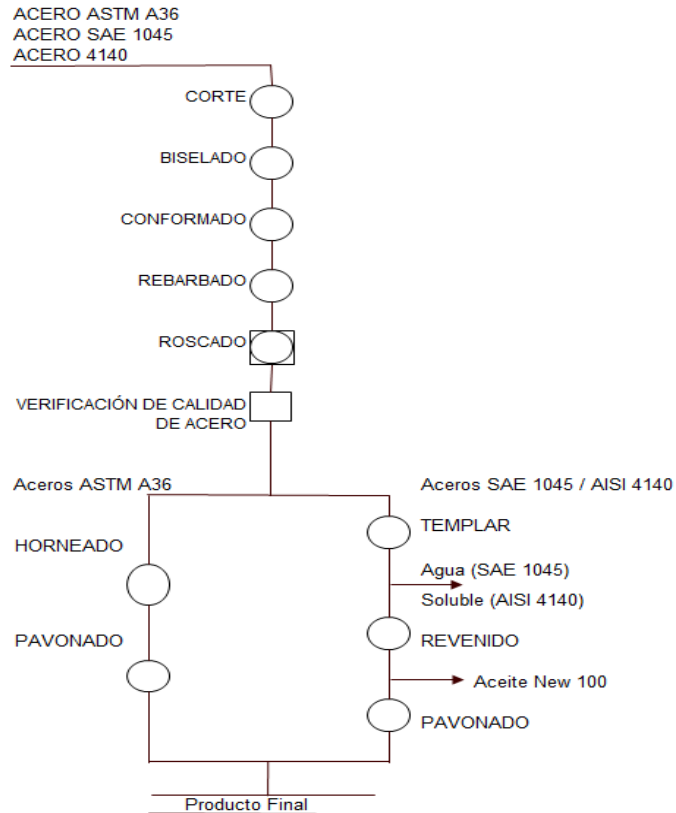 ACERO ASTM A36
ACERO SAE 1045
ACERO 4140
CORTE
BISELADO
CONFORMADO
REBARBADO
ROSCADO
VERIFICACIÓN DE CALIDAD
DE ACERO
Aceros ASTM A36
HORNEADO
PAVONADO
Aceros SAE 1045 / AISI 4140
TEMPLAR
Agua (SAE 1045)
Soluble (AISI 4140)
REVENIDO
Aceite New 100
PAVONADO
Producto Final